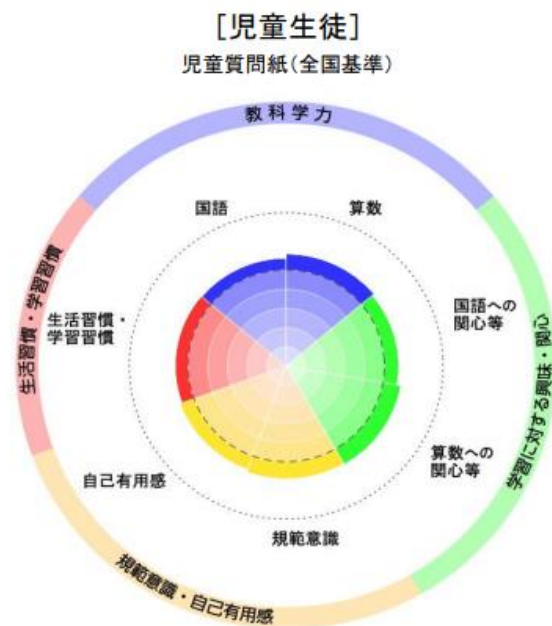 [児童生徒]
児童質問紙(全国基準)
教科学力
国語
算数
生活習慣・学習習慣
生活習慣・
学習習慣
国語への
関心等
学習に対する興味・関心
算数への
関心等
自己有用感
規範意識
規範意識・自己有用感